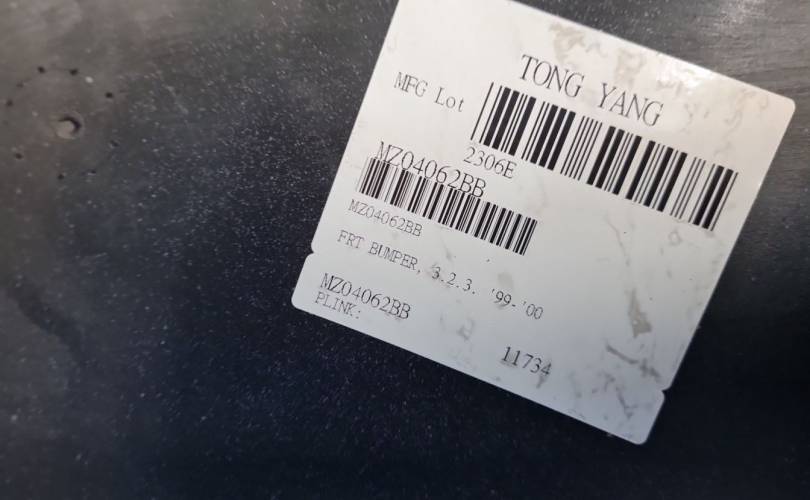 TONG YANG
MFG Lot
2306E
MZ04062BB
MZ04062BB
FRT BUMPER, 3.2.3. '99-'00
MZ04062BB
PLINK:
11734